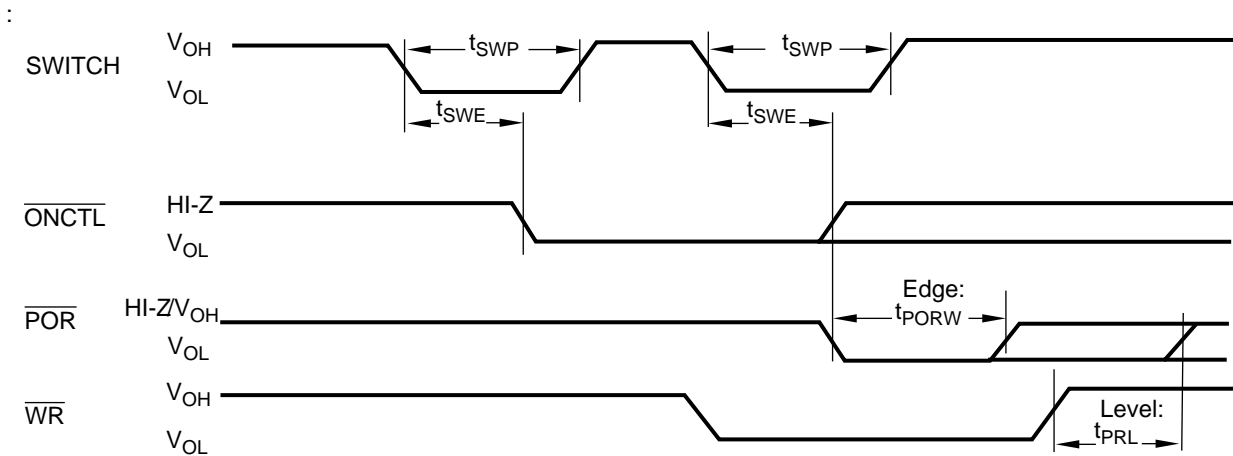 :
SWITCH V_OH t_SWP t_SWP
V_OL
t_SWE t_SWE
ONCTL HI-Z
V_OL
POR HI-Z/V_OH Edge:
t_PORW
V_OL
WR V_OH Level:
t_PRL
V_OL